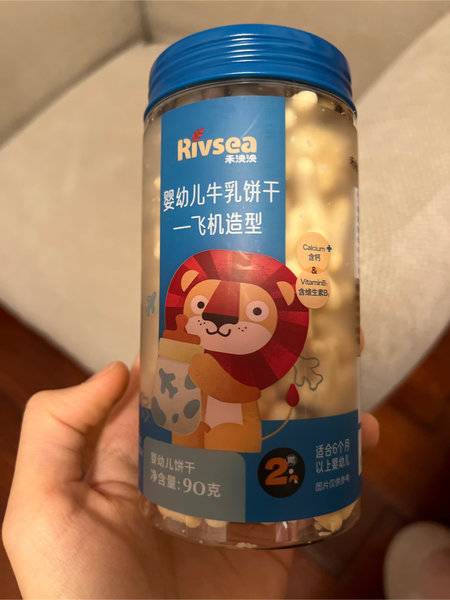 Rivsea
禾泱泱
婴幼儿牛乳饼干
—飞机造型
Calcium
含钙
&
VitaminB₁
含维生素B₁
婴幼儿饼干
净含量:90克
2
适合6个月
以上婴幼儿
图片仅供参考